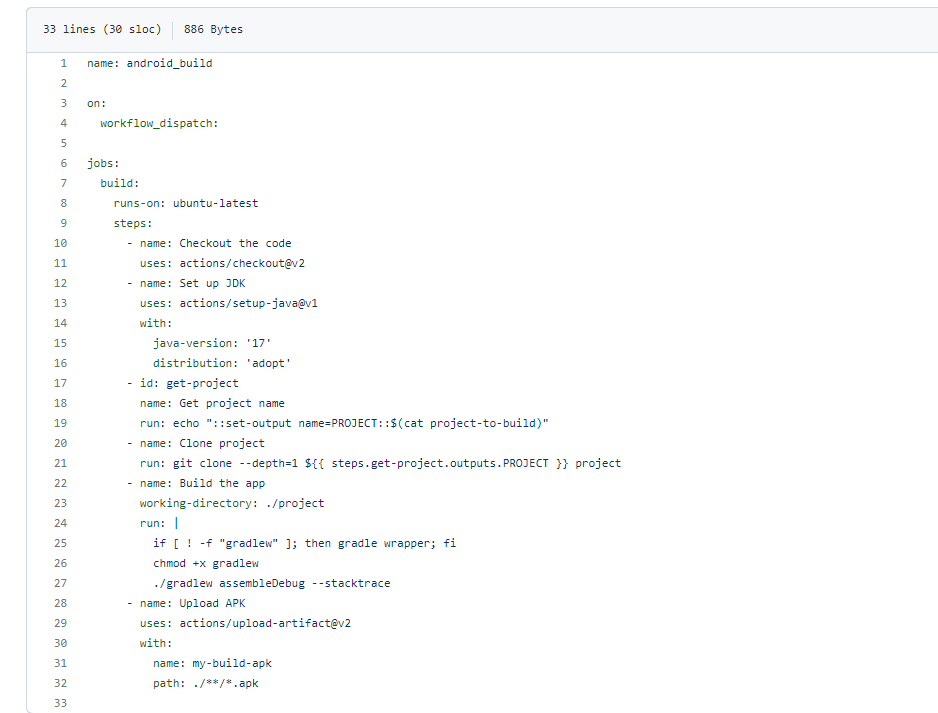 33 lines (30 sloc) 886 Bytes
1 name: android_build
2
3 on:
4 workflow_dispatch:
5
6 jobs:
7 build:
8 runs-on: ubuntu-latest
9 steps:
10 - name: Checkout the code
11 uses: actions/checkout@v2
12 - name: Set up JDK
13 uses: actions/setup-java@v1
14 with:
15 java-version: '17'
16 distribution: 'adopt'
17 - id: get-project
18 name: Get project name
19 run: echo "::set-output name=PROJECT::$(cat project-to-build)"
20 - name: Clone project
21 run: git clone --depth=1 ${{ steps.get-project.outputs.PROJECT }} project
22 - name: Build the app
23 working-directory: ./project
24 run: |
25 if [ ! -f "gradlew" ]; then gradle wrapper; fi
26 chmod +x gradlew
27 ./gradlew assembleDebug --stacktrace
28 - name: Upload APK
29 uses: actions/upload-artifact@v2
30 with:
31 name: my-build-apk
32 path: ./**/*.apk
33